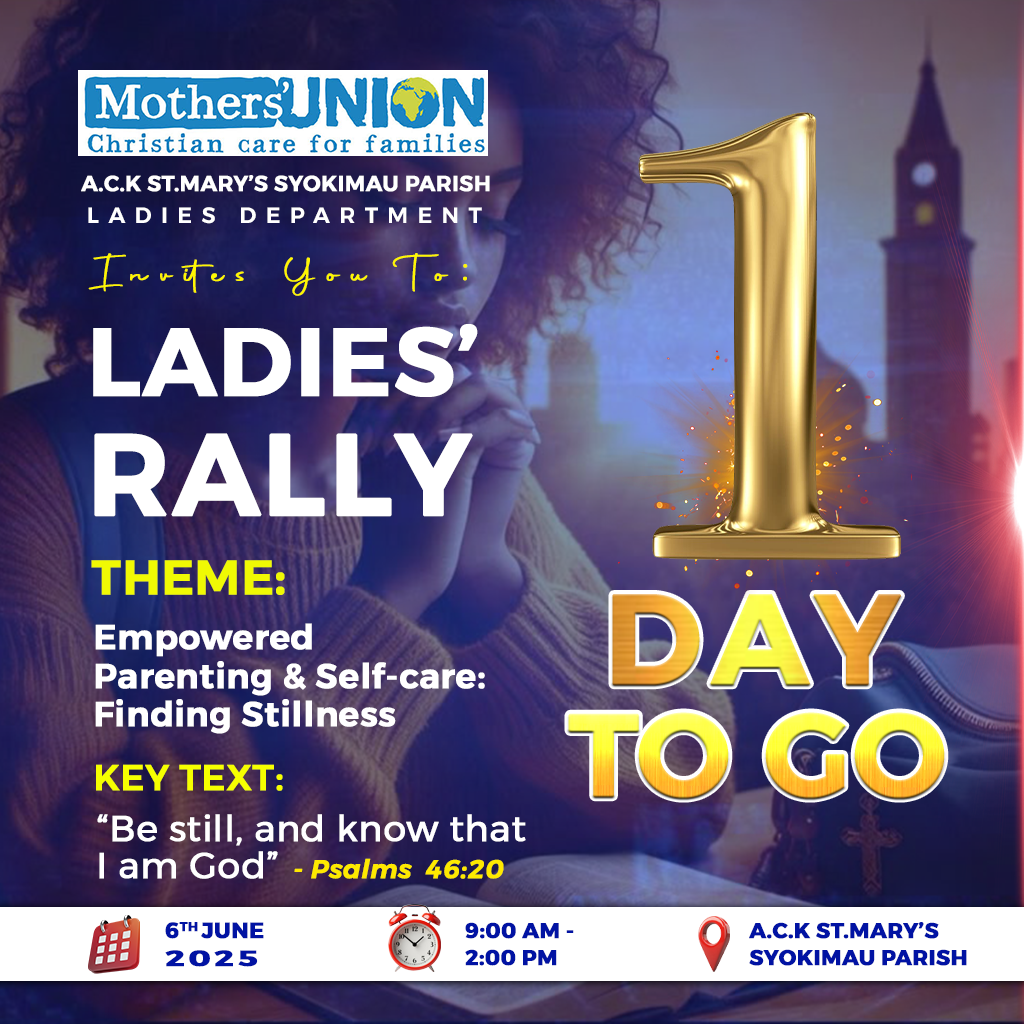 Mothers' UNION
Christian care for families
A.C.K ST.MARY'S SYOKIMAU PARISH
LADIES DEPARTMENT
Invites You To:
LADIES'
RALLY
THEME:
Empowered
Parenting & Self-care:
Finding Stillness
KEY TEXT:
“Be still, and know that
I am God” - Psalms 46:20
1
DAY
TO GO
6TH JUNE
2025
9:00 AM -
2:00 PM
A.C.K ST.MARY'S
SYOKIMAU PARISH